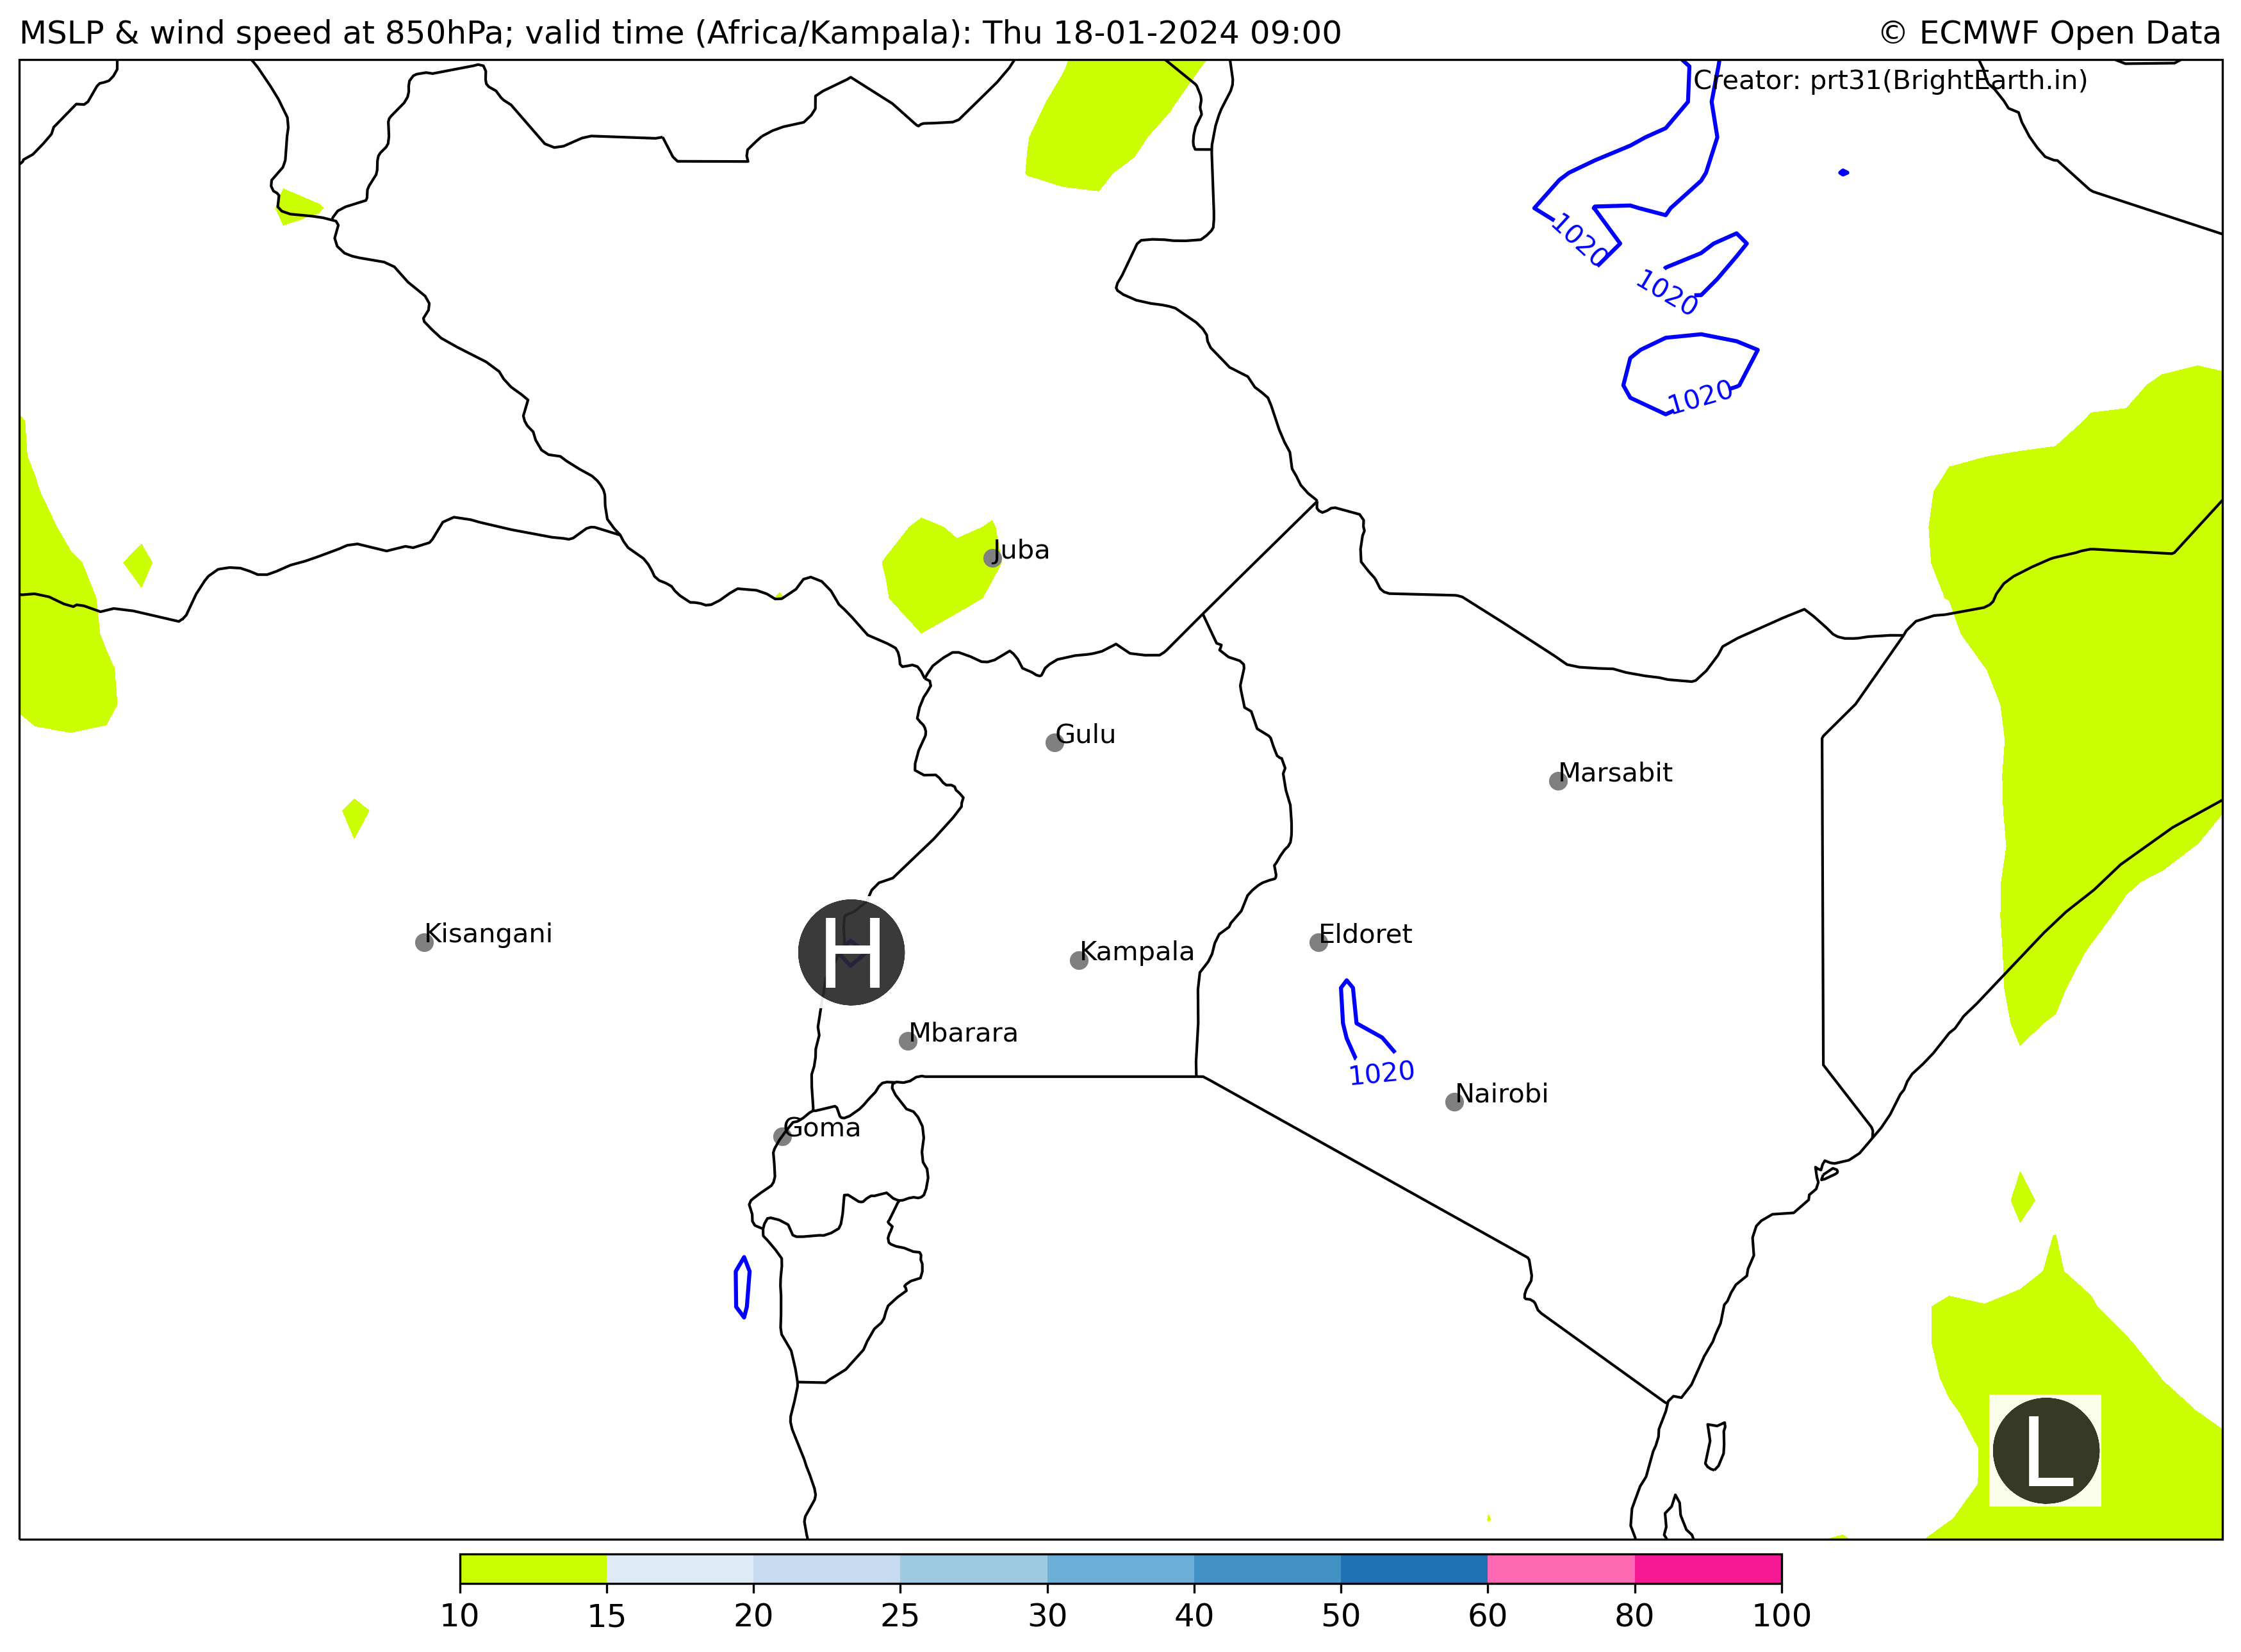 MSLP & wind speed at 850hPa; valid time (Africa/Kampala): Thu 18-01-2024 09:00
© ECMWF Open Data
Creator: prt31(BrightEarth.in)
1020
1020
1020
Juba
Gulu
Marsabit
Kisangani
H
Kampala
Eldoret
Mbarara
1020
Nairobi
Goma
L
10 15 20 25 30 40 50 60 80 100